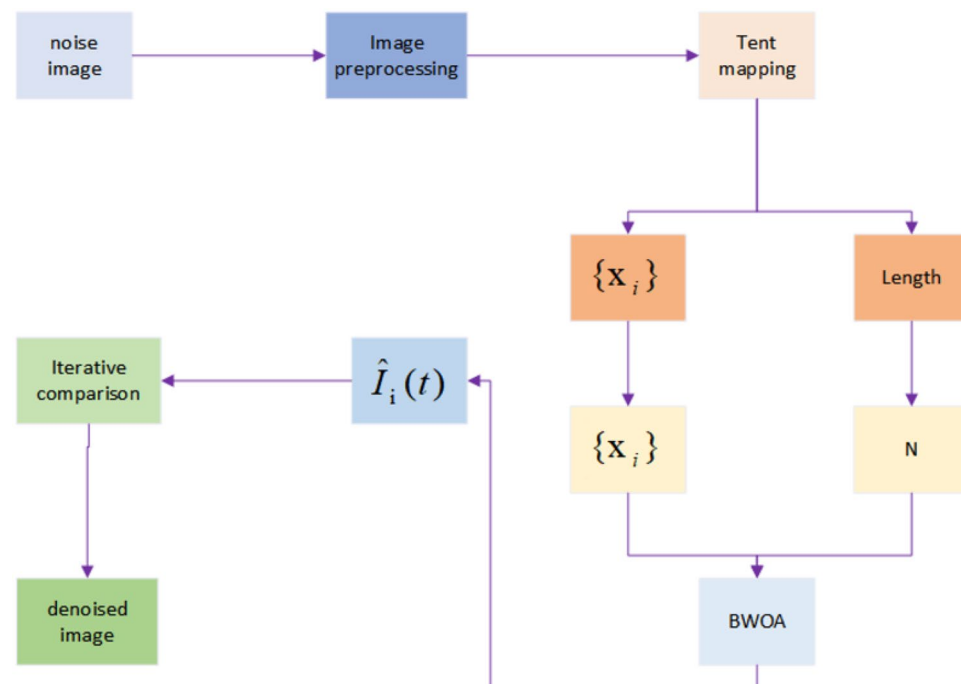 noise
image
Image
preprocessing
Tent
mapping
{x_i}
Length
{x_i}
N
BWOA
Î_i(t)
Iterative
comparison
denoised
image